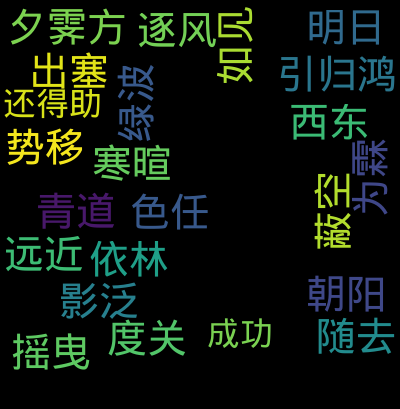 夕霁方
逐风
如见
明日
出塞
绿波
引归鸿
还得助
西东
势移
寒暄
为霖
蔽空
青道
色任
远近
依林
影泛
朝阳
摇曳
度关
成功
随去